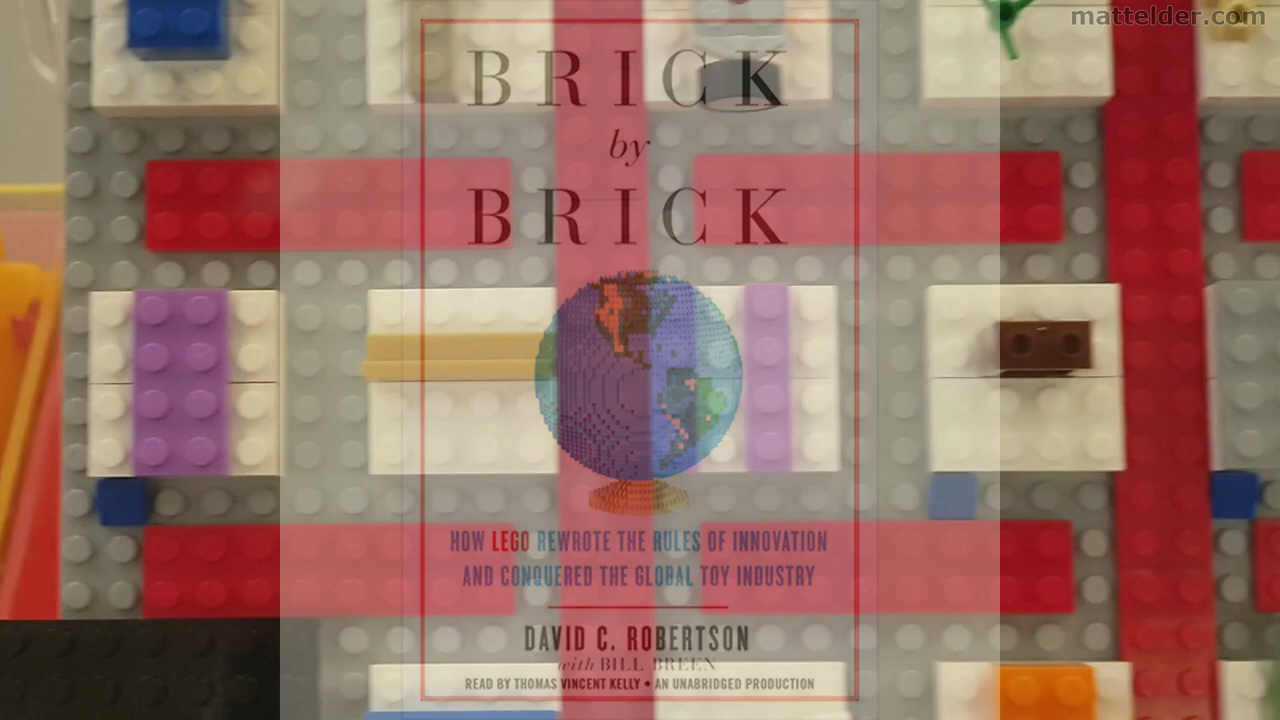 mattelder.com
BRICK
by
BRICK
HOW LEGO REWROTE THE RULES OF INNOVATION
AND CONQUERED THE GLOBAL TOY INDUSTRY
DAVID C. ROBERTSON
with BILL BREEN
READ BY THOMAS VINCENT KELLY • AN UNABRIDGED PRODUCTION